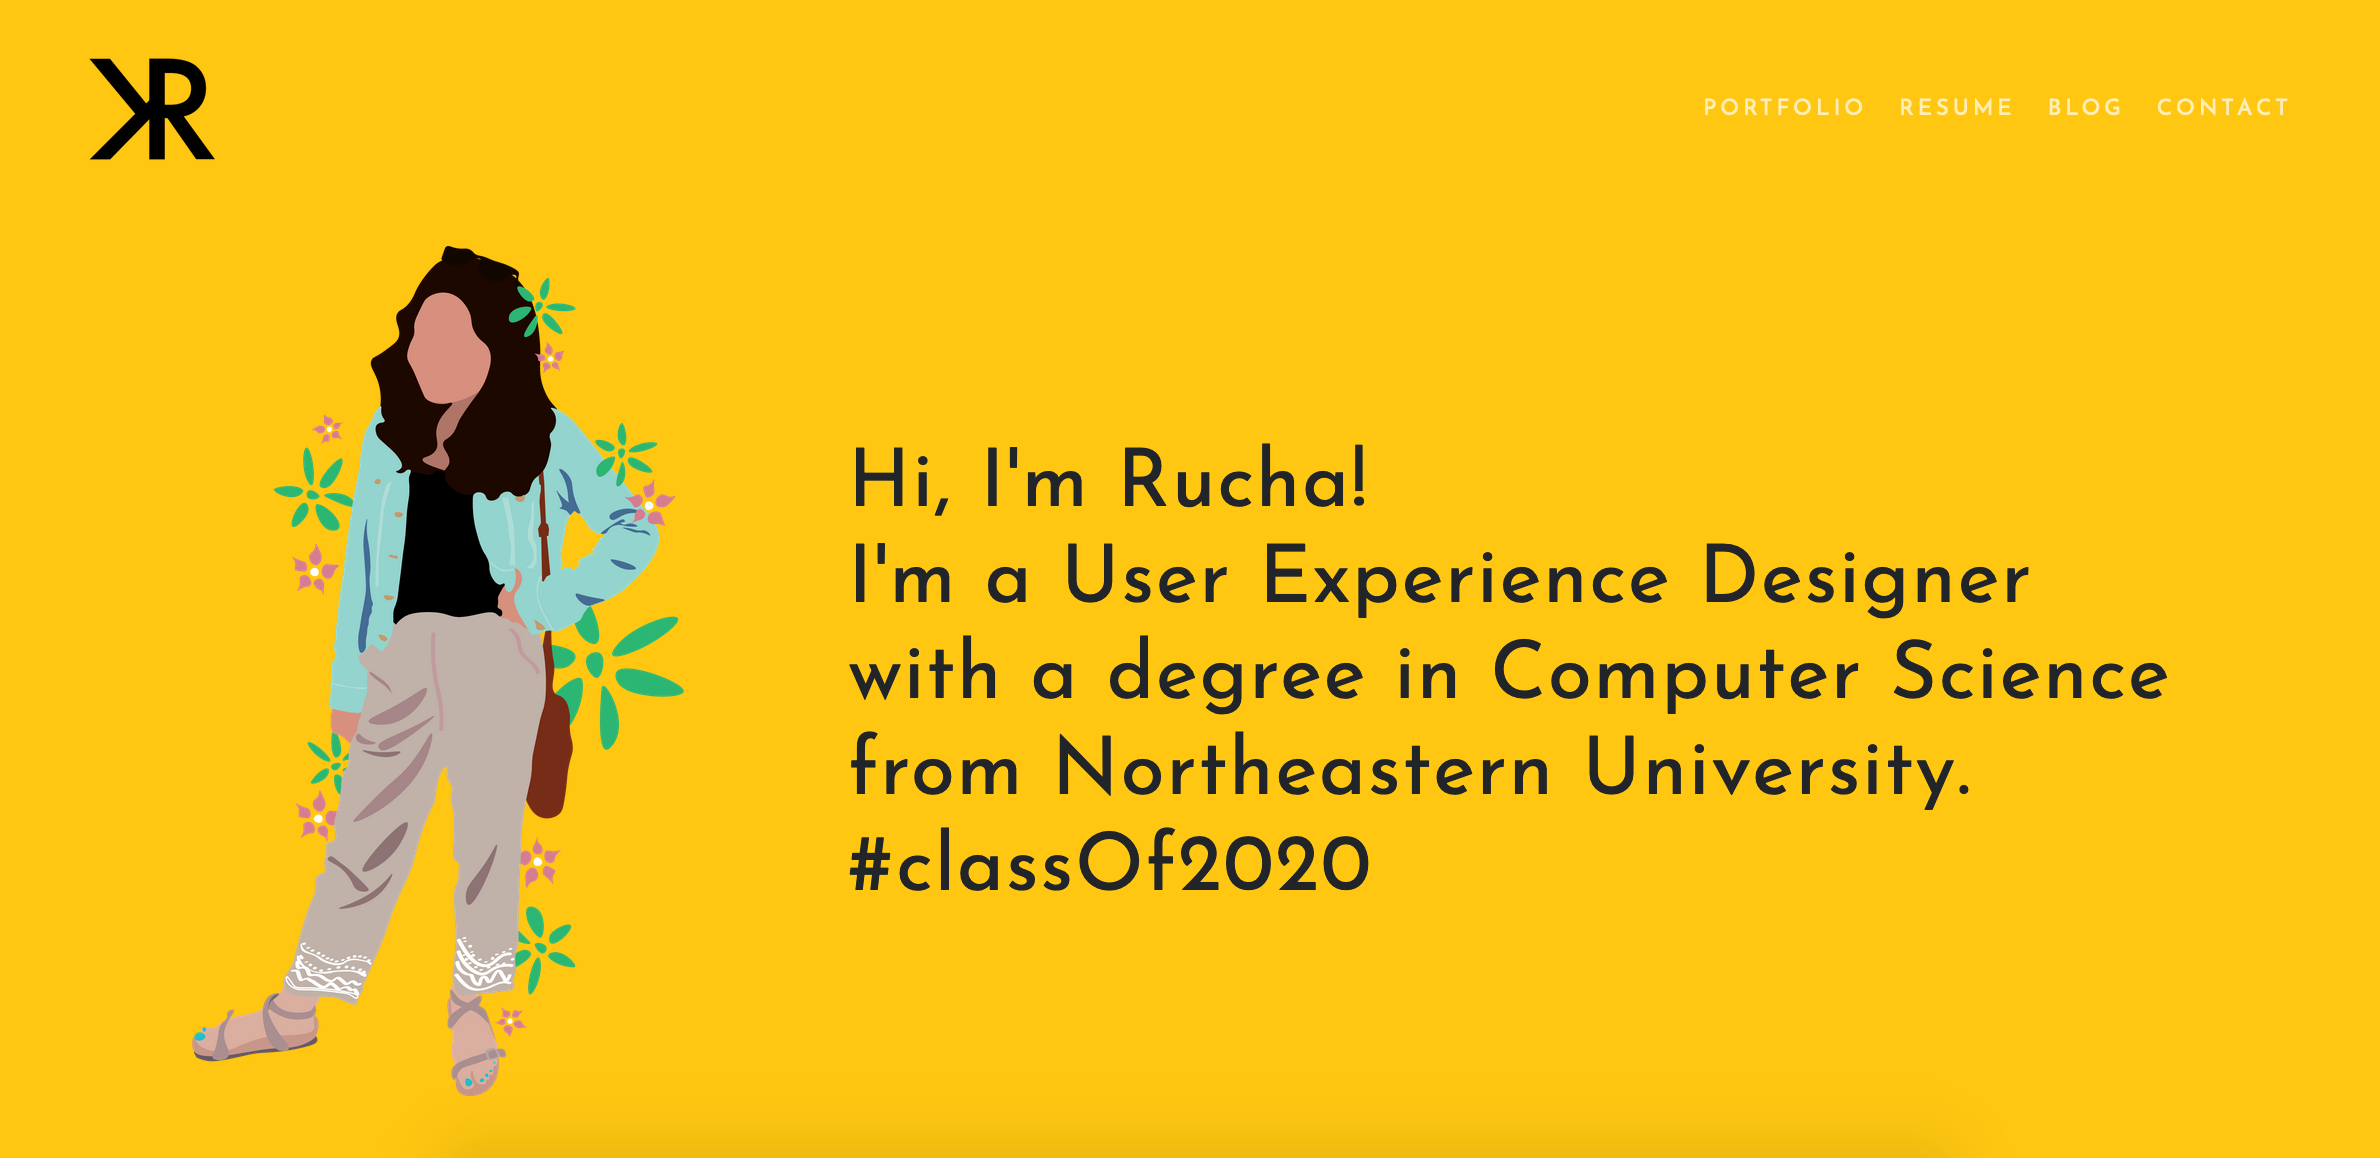 KR
PORTFOLIO RESUME BLOG CONTACT
Hi, I'm Rucha!
I'm a User Experience Designer
with a degree in Computer Science
from Northeastern University.
#classOf2020